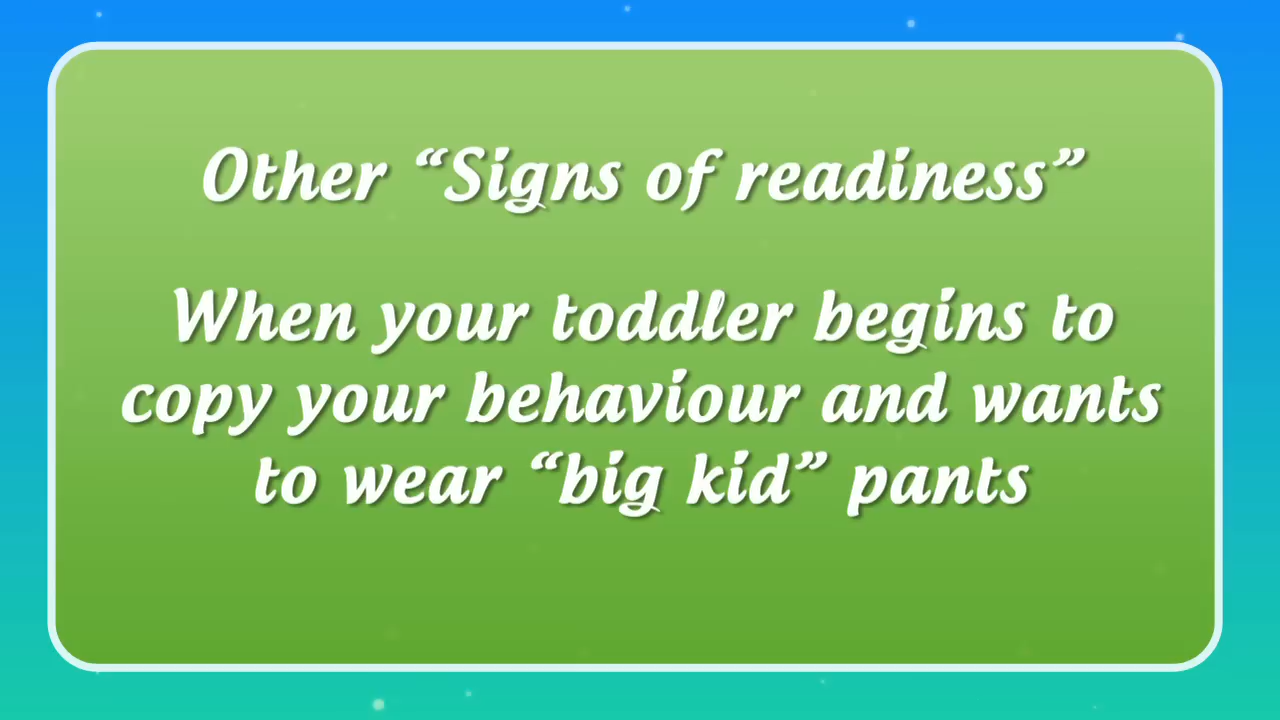 Other “Signs of readiness”
When your toddler begins to
copy your behaviour and wants
to wear “big kid” pants